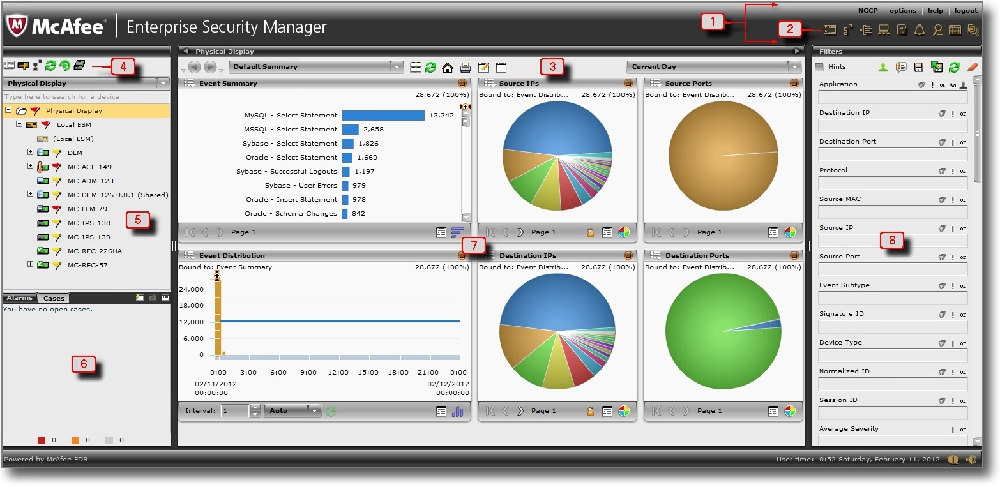 NGCP options help logout
1
2
McAfee® Enterprise Security Manager
Physical Display
Filters
4
Default Summary
3
Current Day
Hints
Physical Display
Type here to search for a device
Physical Display
Local ESM
(Local ESM)
DEM
MC-ACE-149
MC-ADM-123
MC-DEM-126 9.0.1 (Shared)
MC-ELM-79
5
MC-IPS-138
MC-IPS-139
MC-REC-226HA
MC-REC-57
Alarms Cases
You have no open cases.
6
0 0 0
Event Summary
28,672 (100%)
MySQL - Select Statement 13,342
MSSQL - Select Statement 2,658
Sybase - Select Statement 1,826
Oracle - Select Statement 1,660
Sybase - Successful Logouts 1,197
Sybase - User Errors 979
Oracle - Insert Statement 978
Oracle - Schema Changes 842
Page 1
Source IPs
Bound to: Event Distrib... 28,672 (100%)
Page 1
Source Ports
Bound to: Event Distrib... 28,672 (100%)
Page 1
7
Event Distribution
Bound to: Event Summary 28,672 (100%)
24,000
18,000
12,000
6,000
0
0:00 3:00 6:00 9:00 12:00 15:00 18:00 21:00 0:00
02/11/2012 02/12/2012
00:00:00 00:00:00
Interval: 1 Auto
Destination IPs
Bound to: Event Distrib... 28,672 (100%)
Page 1
Destination Ports
Bound to: Event Distrib... 28,672 (100%)
Page 1
Application ! or Aa
Destination IP ! or
Destination Port ! or
Protocol ! or
Source MAC ! or
Source IP ! or
8
Source Port ! or
Event Subtype ! or
Signature ID ! or
Device Type ! or
Normalized ID ! or
Session ID ! or
Average Severity ! or
Powered by McAfee EDB
User time: 0:52 Saturday, February 11, 2012